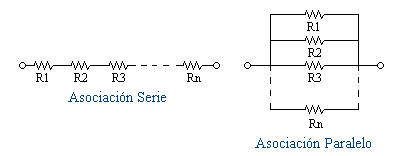 R1 R2 R3 Rn
Asociación Serie
R1
R2
R3
Rn
Asociación Paralelo